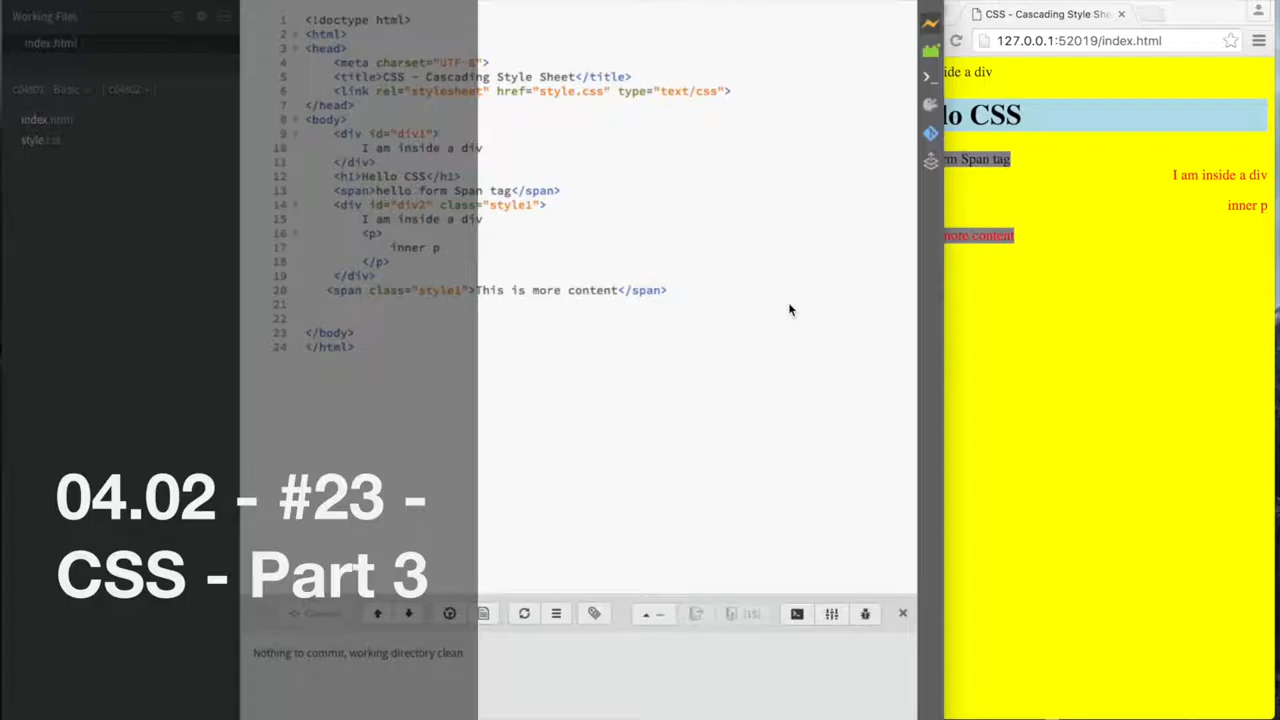 Working Files
index.html
c04s01 Basic
[ c04s02 ]
index.html
style.css
1 <!doctype html>
2 <html>
3 <head>
4 <meta charset="UTF-8">
5 <title>CSS - Cascading Style Sheet</title>
6 <link rel="stylesheet" href="style.css" type="text/css">
7 </head>
8 <body>
9 <div id="div1">
10 I am inside a div
11 </div>
12 <h1>Hello CSS</h1>
13 <span>hello form Span tag</span>
14 <div id="div2" class="style1">
15 I am inside a div
16 <p>
17 inner p
18 </p>
19 </div>
20 <span class="style1">This is more content</span>
21
22
23 </body>
24 </html>
04.02 - #23 -
CSS - Part 3
Commit
(15)
Nothing to commit, working directory clean
CSS - Cascading Style She
127.0.0.1:52019/index.html
ide a div
lo CSS
rm Span tag
I am inside a div
inner p
more content